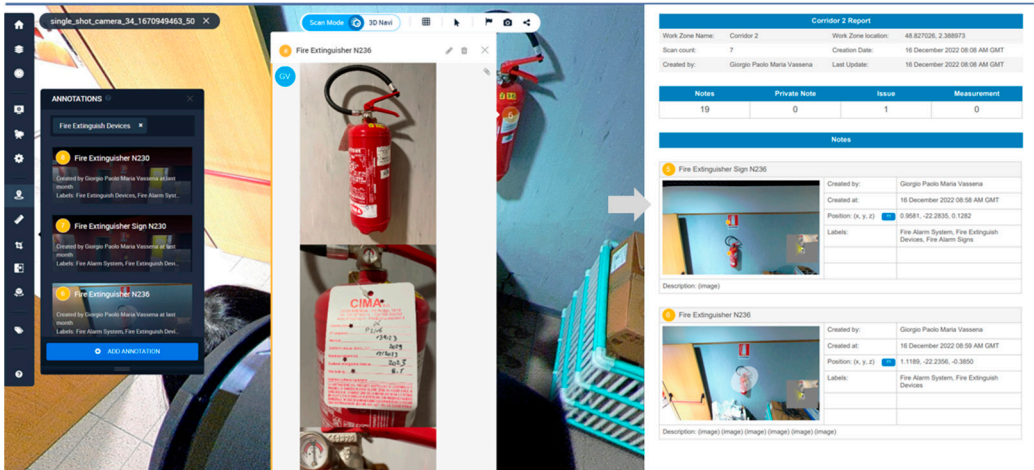 single_shot_camera_34_1670949463_50 ×
Scan Mode 3D Navi
ANNOTATIONS
Fire Extinguish Devices ×
Fire Extinguisher N230
Created by Giorgio Paolo Maria Vassena at last
month
Labels: Fire Extinguish Devices, Fire Alarm Syst...
7 Fire Extinguisher Sign N230
Created by Giorgio Paolo Maria Vassena at last
month
Labels: Fire Alarm System, Fire Extinguish Devi...
Fire Extinguisher N236
Created by Giorgio Paolo Maria Vassena at last
month
Labels: Fire Alarm System, Fire Extinguish Devi...
ADD ANNOTATION
Fire Extinguisher N236
GV
CIMA
Corridor 2 Report
Work Zone Name: Corridor 2 Work Zone location: 48.827026, 2.388973
Scan count: 7 Creation Date: 16 December 2022 08:08 AM GMT
Created by: Giorgio Paolo Maria Vassena Last Update: 16 December 2022 08:08 AM GMT
Notes Private Note Issue Measurement
19 0 1 0
Notes
5 Fire Extinguisher Sign N236
Created by: Giorgio Paolo Maria Vassena
Created at: 16 December 2022 08:58 AM GMT
Position: (x, y, z) m 0.9581, -22.2835, 0.1282
Labels: Fire Alarm System, Fire Extinguish
Devices, Fire Alarm Signs
Description: (image)
6 Fire Extinguisher N236
Created by: Giorgio Paolo Maria Vassena
Created at: 16 December 2022 08:59 AM GMT
Position: (x, y, z) m 1.1189, -22.2356, -0.3850
Labels: Fire Alarm System, Fire Extinguish
Devices
Description: (image) (image) (image) (image) (image) (image)